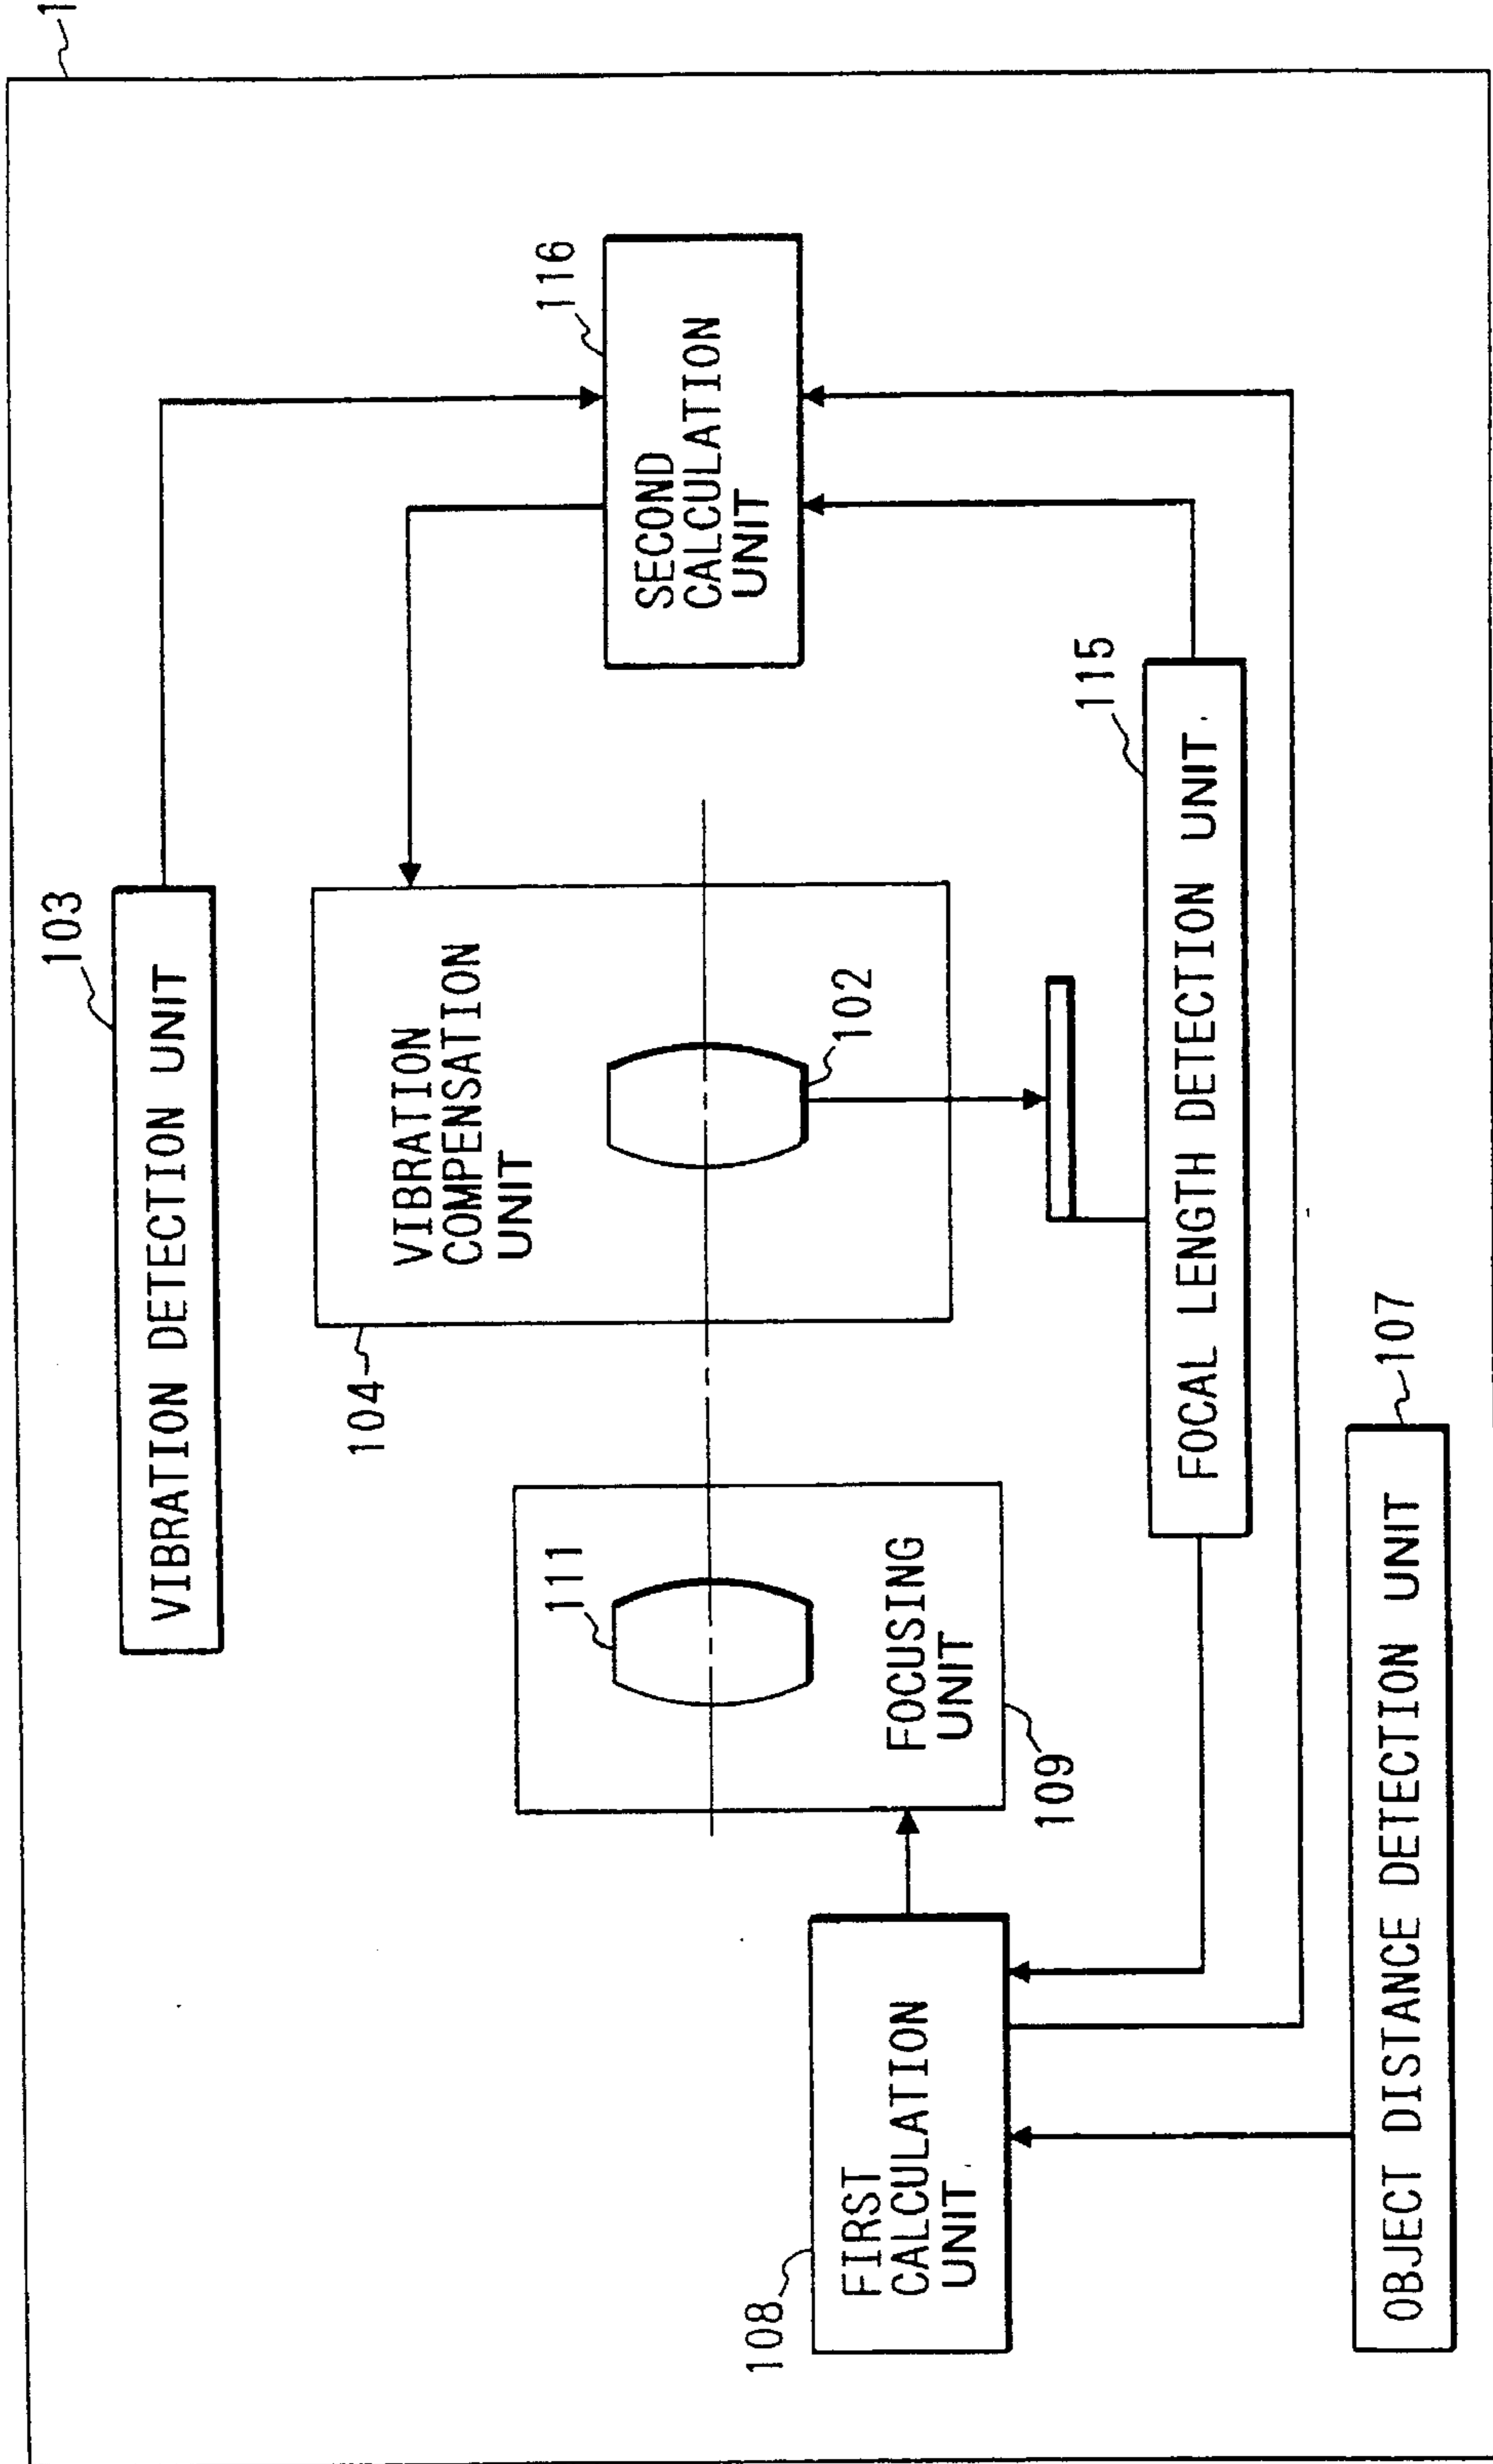 1
103
VIBRATION DETECTION UNIT
104
VIBRATION
COMPENSATION
UNIT
102
116
SECOND
CALCULATION
UNIT
111
FOCUSING
UNIT
109
115
FOCAL LENGTH DETECTION UNIT
108
FIRST
CALCULATION
UNIT
107
OBJECT DISTANCE DETECTION UNIT